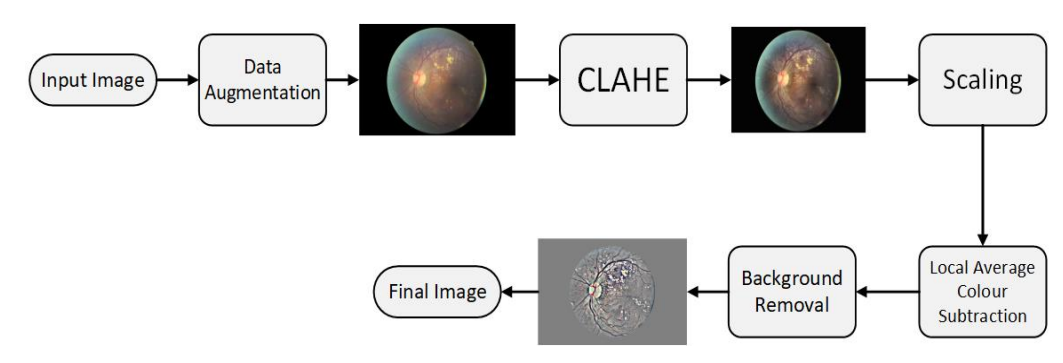 Input Image
Data
Augmentation
CLAHE
Scaling
Local Average
Colour
Subtraction
Background
Removal
Final Image